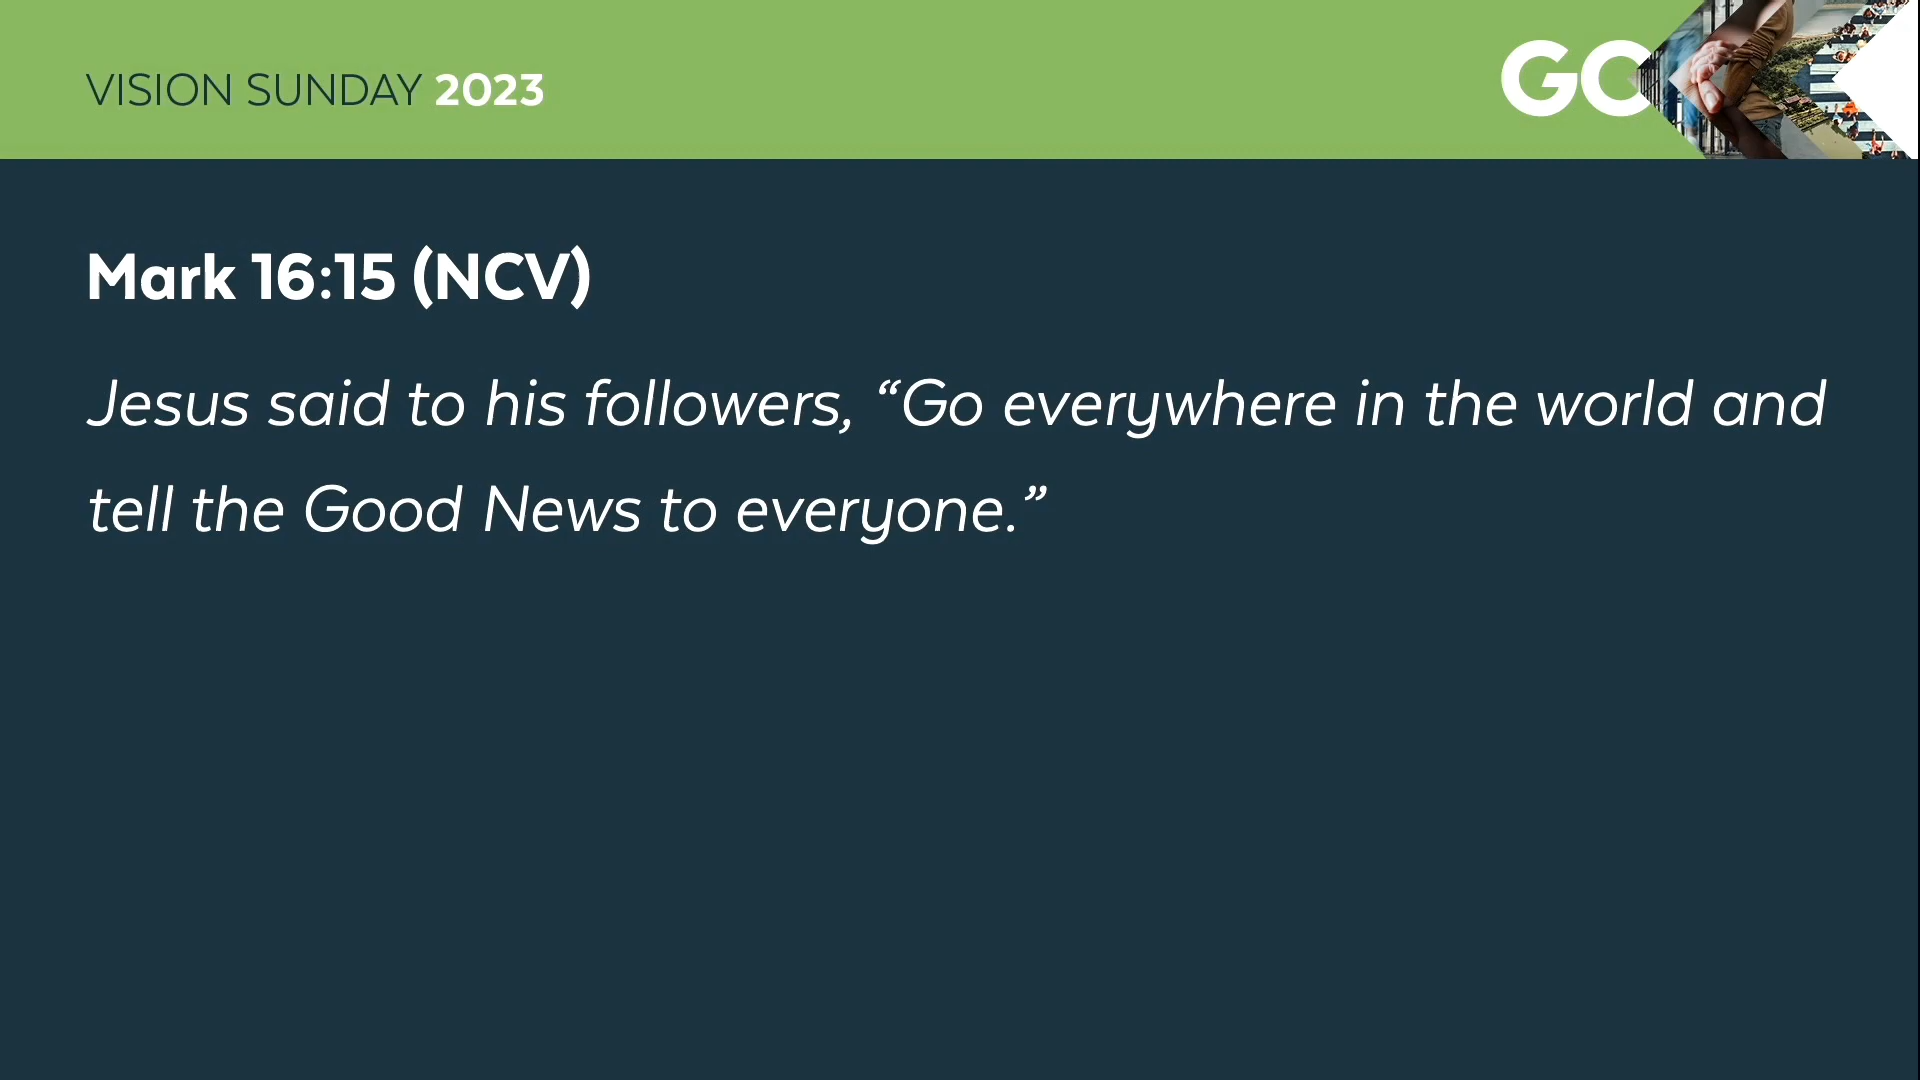 VISION SUNDAY 2023
GO
Mark 16:15 (NCV)
Jesus said to his followers, “Go everywhere in the world and
tell the Good News to everyone.”